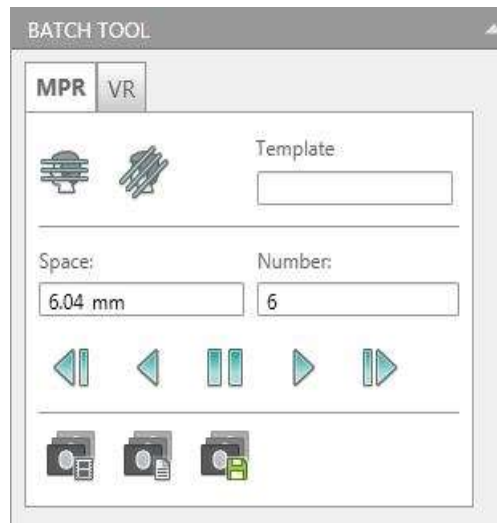 BATCH TOOL
MPR VR
Template
Space: Number:
6.04 mm 6